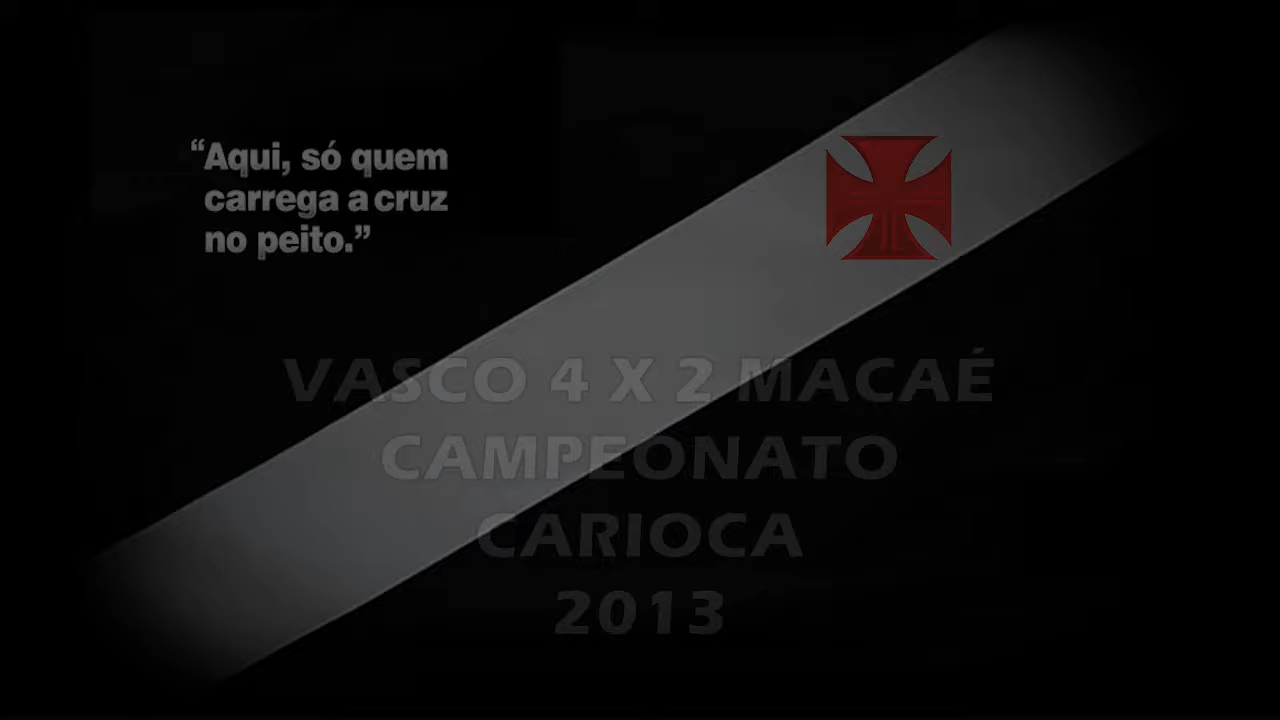 “Aqui, só quem
carrega a cruz
no peito.”
VASCO 4 X 2 MACAÉ
CAMPEONATO
CARIOCA
2013